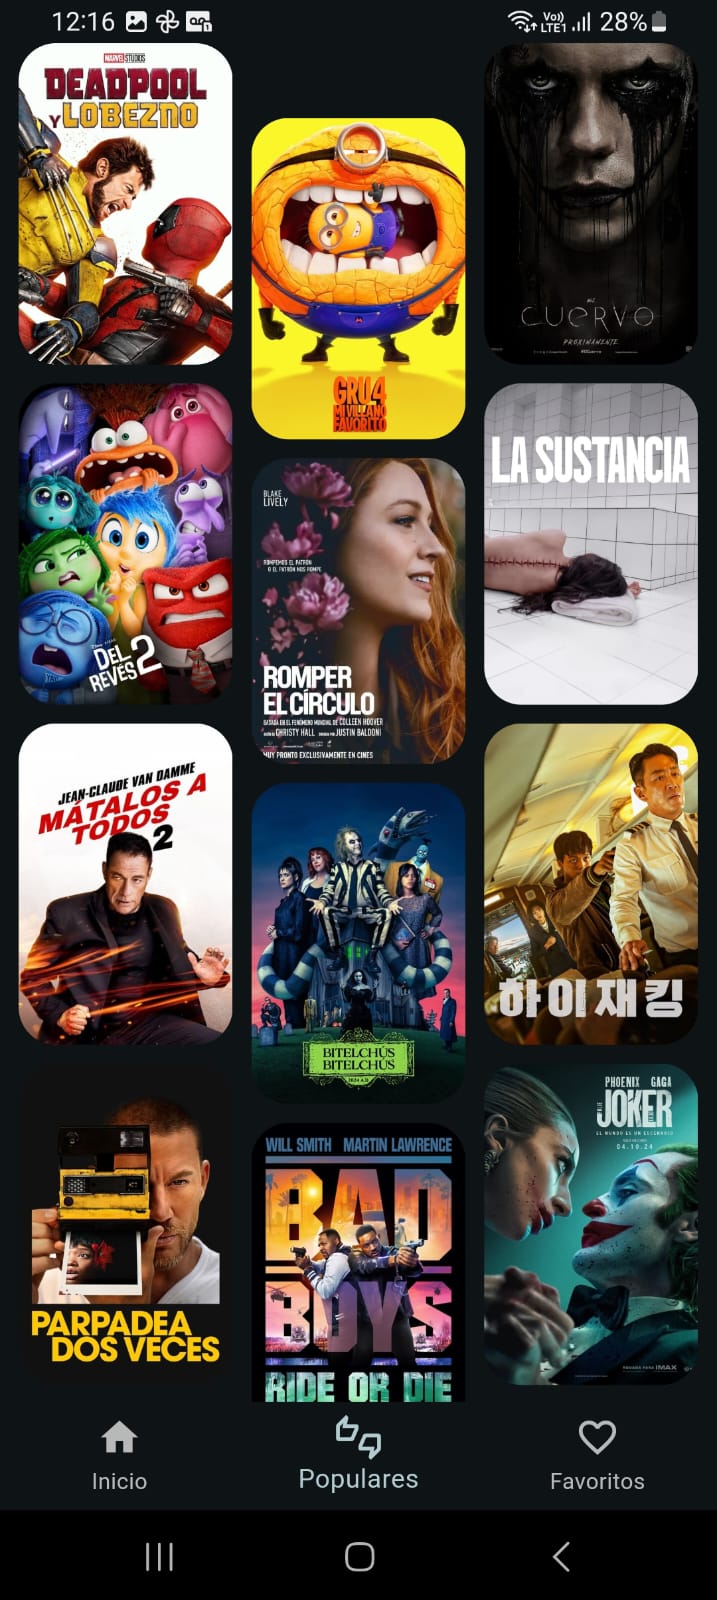 12:16
Vo))
LTE1
28%
MARVEL STUDIOS
DEADPOOL
Y LOBEZNO
GRU4
MI VILLANO
FAVORITO
CUERVO
PROXIMAMENTE
DEL
REVÉS 2
BLAKE
LIVELY
ROMPEMOS EL PATRÓN
O EL PATRÓN NOS ROMPE
ROMPER
EL CÍRCULO
BASADA EN EL FENÓMENO MUNDIAL DE COLLEEN HOOVER
CHRISTY HALL
JUSTIN BALDONI
MUY PRONTO EXCLUSIVAMENTE EN CINES
LA SUSTANCIA
JEAN-CLAUDE VAN DAMME
MÁTALOS A
TODOS
2
BITELCHÚS
BITELCHÚS
하이재킹
PARPADEA
DOS VECES
WILL SMITH MARTIN LAWRENCE
BAD
BOYS
RIDE OR DIE
PHOENIX GAGA
JOKER
EL MUNDO ES UN ESCENARIO
04.10.24
IMAX
Inicio
Populares
Favoritos